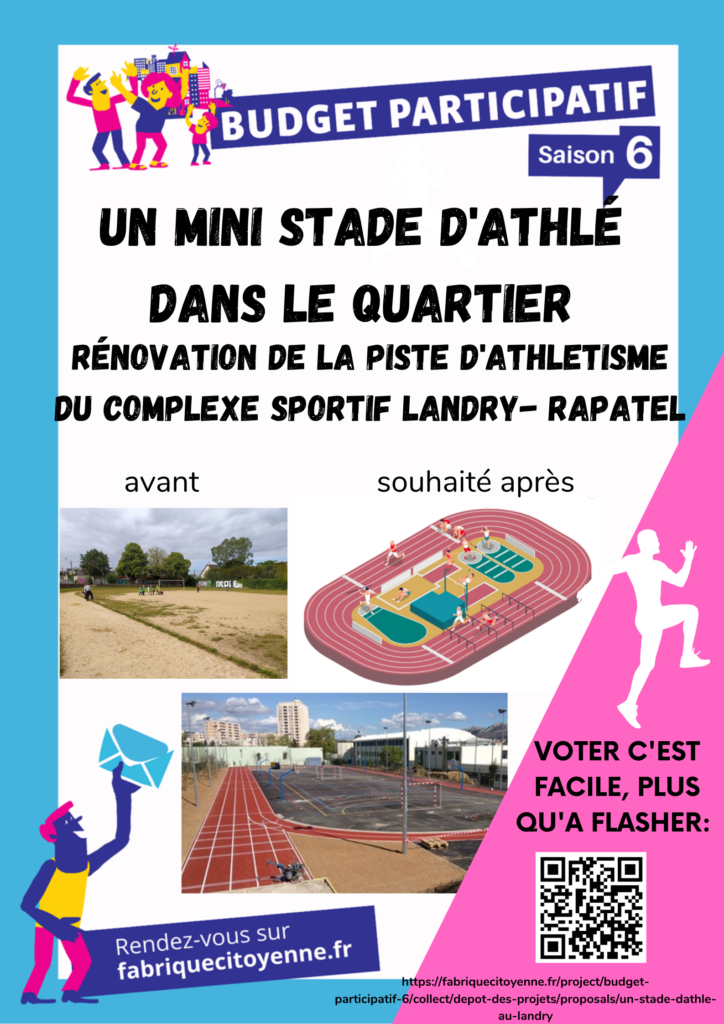 BUDGET PARTICIPATIF
Saison 6
UN MINI STADE D'ATHLÉ
DANS LE QUARTIER
RÉNOVATION DE LA PISTE D'ATHLETISME
DU COMPLEXE SPORTIF LANDRY- RAPATEL
avant
souhaité après
VOTER C'EST
FACILE, PLUS
QU'A FLASHER:
Rendez-vous sur
fabriquecitoyenne.fr
https://fabriquecitoyenne.fr/project/budget-
participatif-6/collect/depot-des-projets/proposals/un-stade-dathle-
au-landry